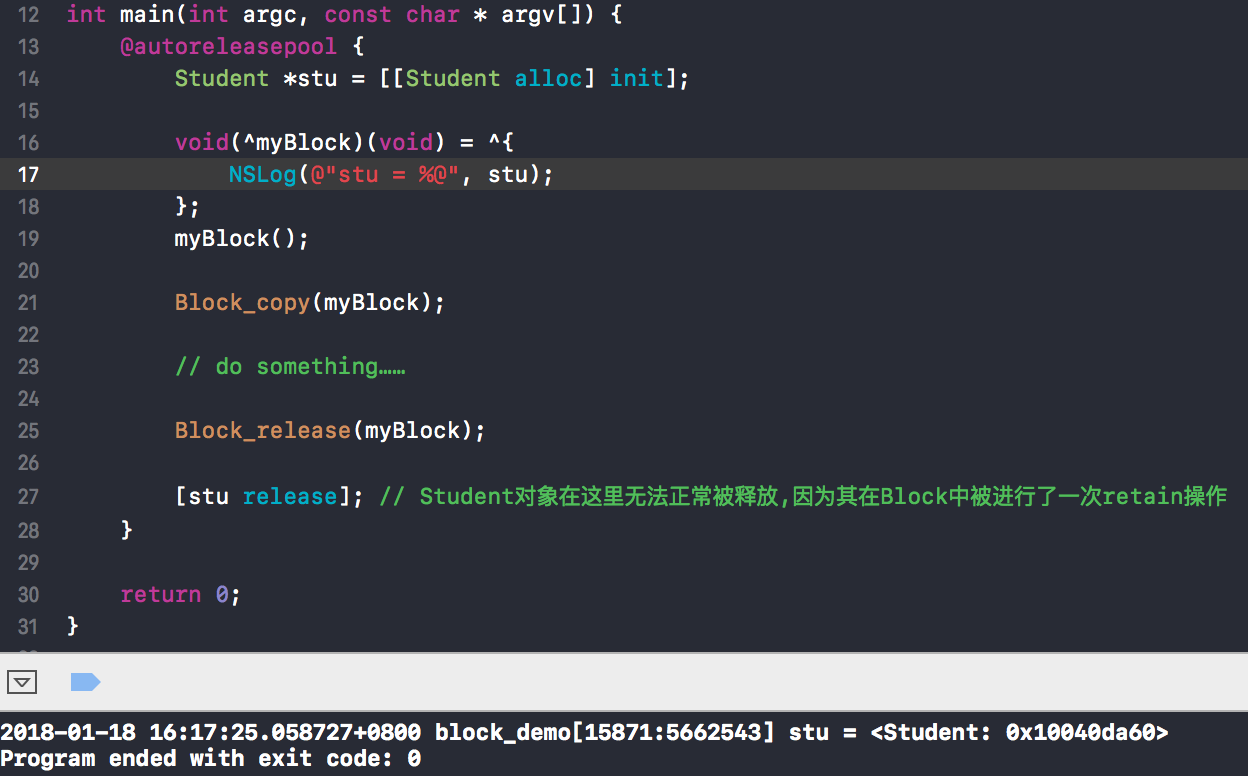 12 int main(int argc, const char * argv[]) {
13 @autoreleasepool {
14 Student *stu = [[Student alloc] init];
15
16 void(^myBlock)(void) = ^{
17 NSLog(@"stu = %@", stu);
18 };
19 myBlock();
20
21 Block_copy(myBlock);
22
23 // do something……
24
25 Block_release(myBlock);
26
27 [stu release]; // Student对象在这里无法正常被释放,因为其在Block中被进行了一次retain操作
28 }
29
30 return 0;
31 }
2018-01-18 16:17:25.058727+0800 block_demo[15871:5662543] stu = <Student: 0x10040da60>
Program ended with exit code: 0